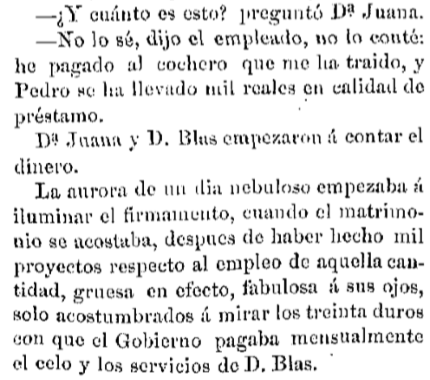 —¿Y cuánto es esto? preguntó Dª Juana.
—No lo sé, dijo el empleado, no lo conté:
he pagado al cochero que me ha traido, y
Pedro se ha llevado mil reales en calidad de
préstamo.
Dª Juana y D. Blas empezaron á contar el
dinero.
La aurora de un dia nebuloso empezaba á
iluminar el firmamento, cuando el matrimo-
nio se acostaba, despues de haber hecho mil
proyectos respecto al empleo de aquella can-
tidad, gruesa en efecto, fabulosa á sus ojos,
solo acostumbrados á mirar los treinta duros
con que el Gobierno pagaba mensualmente
el celo y los servicios de D. Blas.